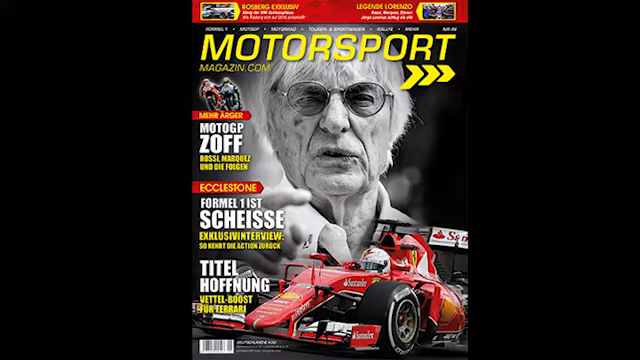 ROSBERG EXKLUSIV
LEGENDE LORENZO
FORMEL 1 • MOTOGP • MOTORRAD • TOUREN- & SPORTWAGEN • RALLYE • MEHR
MOTORSPORT
MAGAZIN.COM
MEHR ÄRGER
MOTOGP
ZOFF
ROSSI, MARQUEZ
UND DIE FOLGEN
ECCLESTONE
FORMEL 1 IST
SCHEISSE
EXKLUSIVINTERVIEW:
SO KEHRT DIE ACTION ZURÜCK
TITEL
HOFFNUNG
VETTEL-BOOST
FÜR FERRARI
Santander